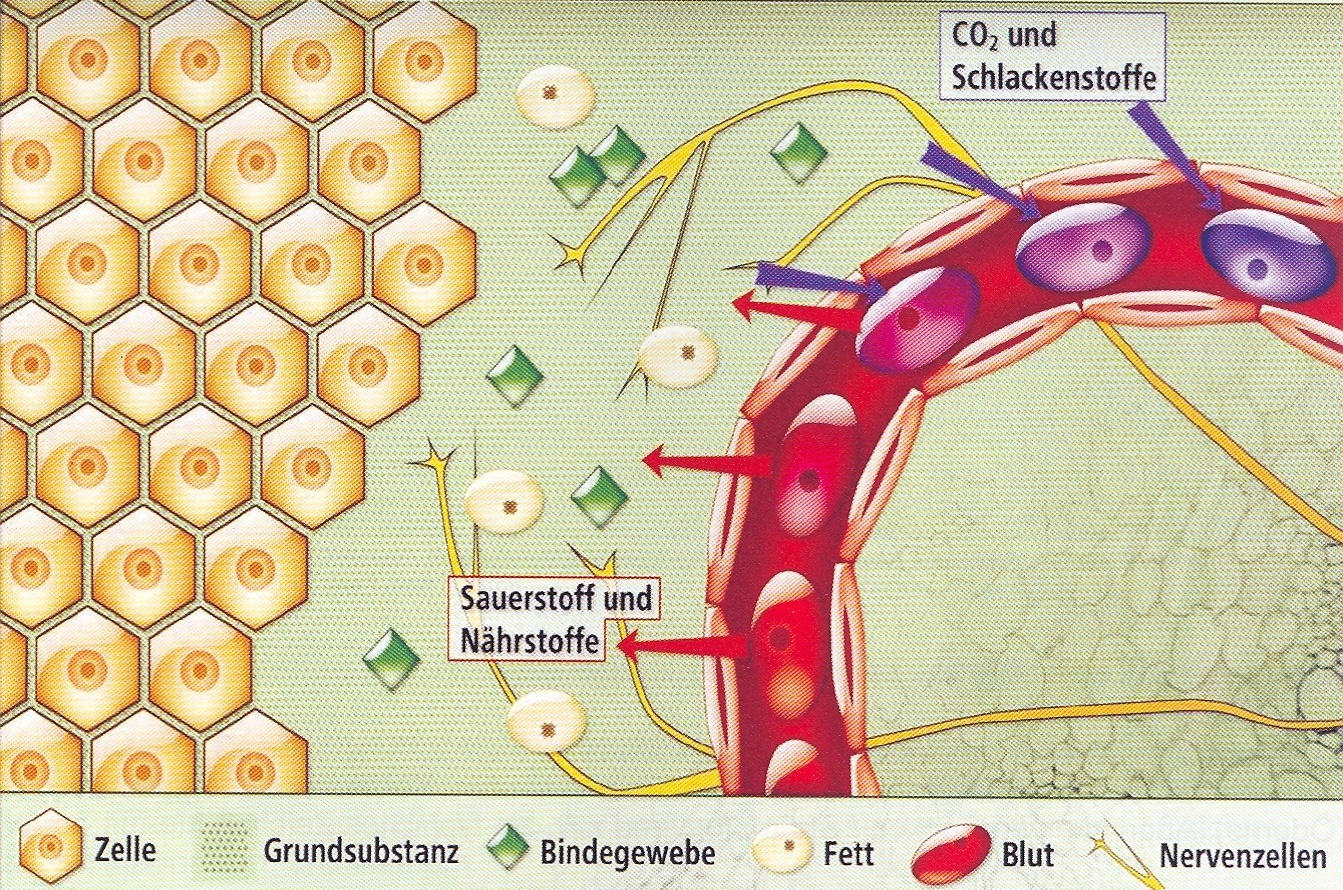 CO₂ und
Schlackenstoffe
Sauerstoff und
Nährstoffe
Zelle
Grundsubstanz
Bindegewebe
Fett
Blut
Nervenzellen